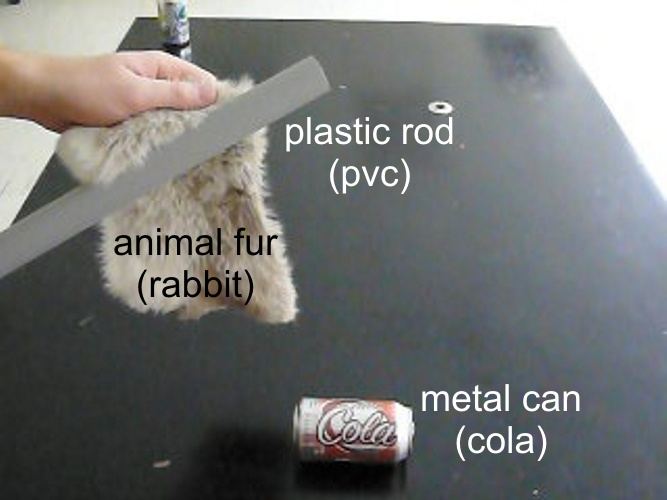 plastic rod
(pvc)
animal fur
(rabbit)
metal can
(cola)
Cola